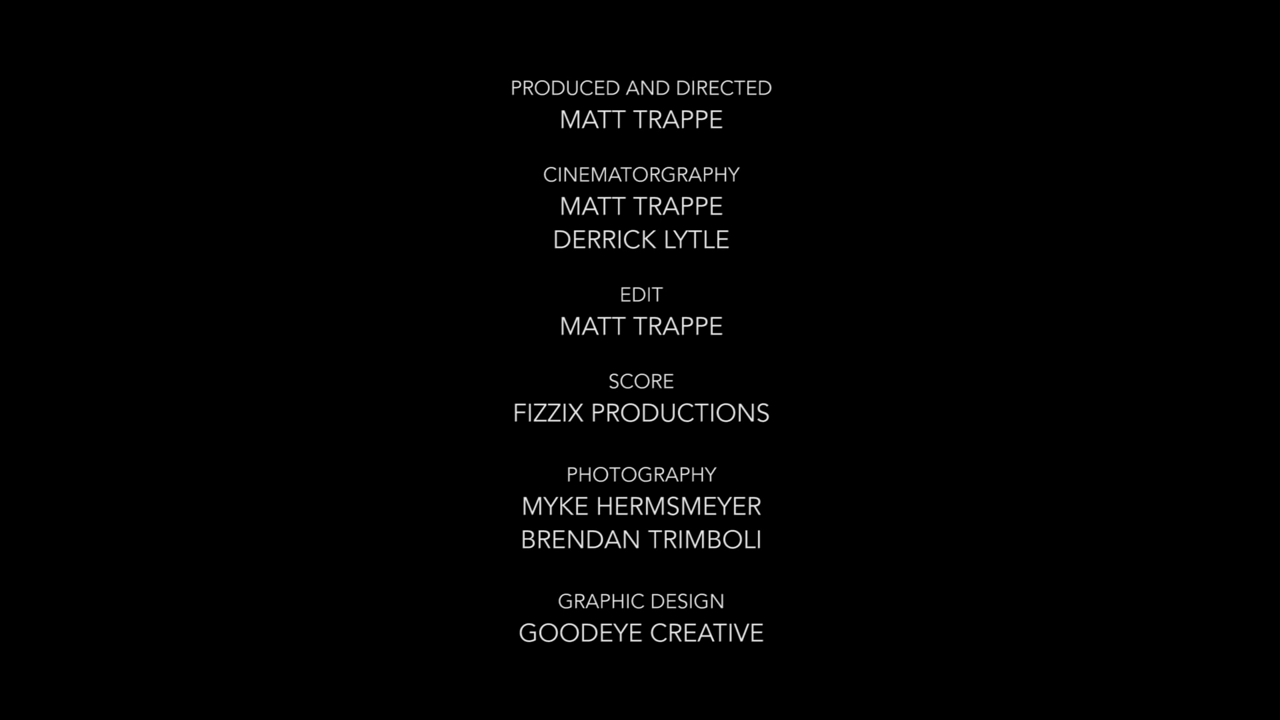 PRODUCED AND DIRECTED
MATT TRAPPE
CINEMATORGRAPHY
MATT TRAPPE
DERRICK LYTLE
EDIT
MATT TRAPPE
SCORE
FIZZIX PRODUCTIONS
PHOTOGRAPHY
MYKE HERMSMEYER
BRENDAN TRIMBOLI
GRAPHIC DESIGN
GOODEYE CREATIVE